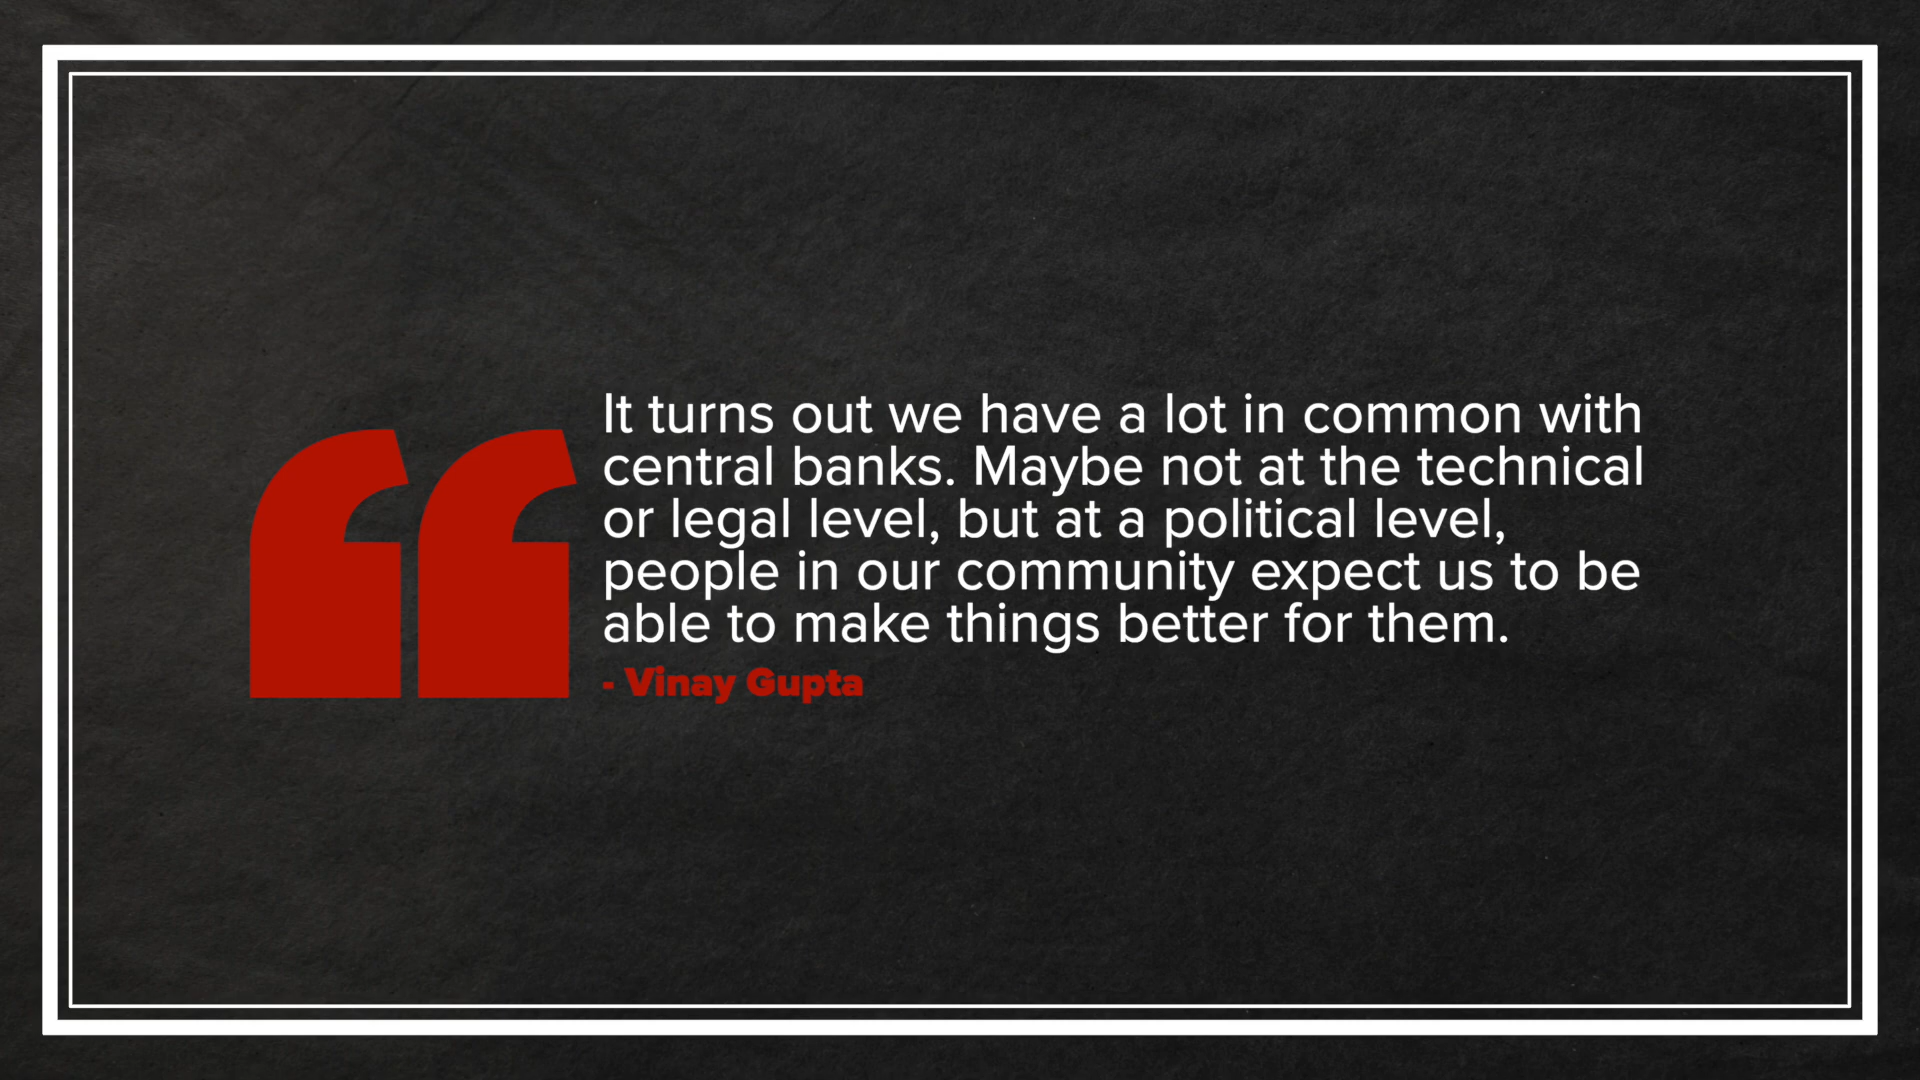 It turns out we have a lot in common with
central banks. Maybe not at the technical
or legal level, but at a political level,
people in our community expect us to be
able to make things better for them.
- Vinay Gupta